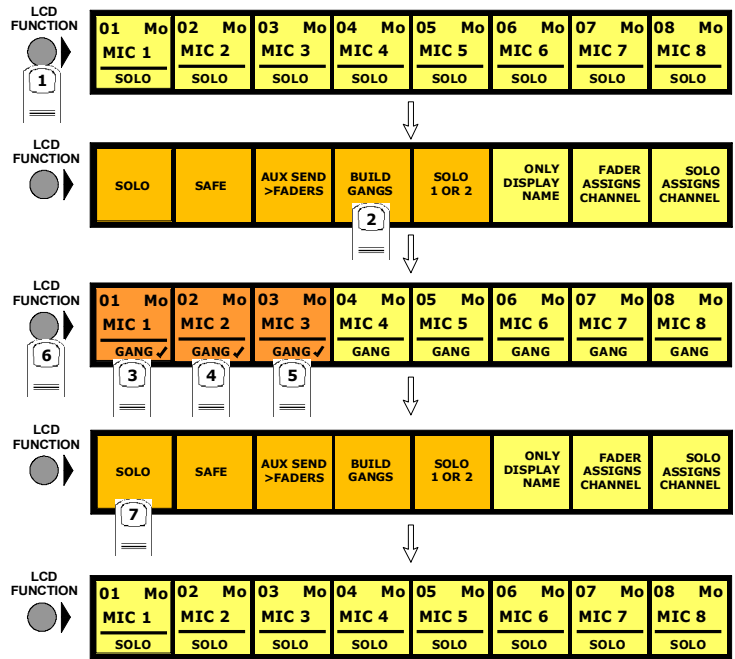 LCD
FUNCTION
01 Mo 02 Mo 03 Mo 04 Mo 05 Mo 06 Mo 07 Mo 08 Mo
MIC 1 MIC 2 MIC 3 MIC 4 MIC 5 MIC 6 MIC 7 MIC 8
SOLO SOLO SOLO SOLO SOLO SOLO SOLO SOLO
1
LCD
FUNCTION
SOLO
SAFE
AUX SEND
>FADERS
BUILD
GANGS
SOLO
1 OR 2
ONLY
DISPLAY
NAME
FADER
ASSIGNS
CHANNEL
SOLO
ASSIGNS
CHANNEL
2
LCD
FUNCTION
01 Mo 02 Mo 03 Mo 04 Mo 05 Mo 06 Mo 07 Mo 08 Mo
MIC 1 MIC 2 MIC 3 MIC 4 MIC 5 MIC 6 MIC 7 MIC 8
GANG ✓ GANG ✓ GANG ✓ GANG GANG GANG GANG GANG
6
3 4 5
LCD
FUNCTION
SOLO
SAFE
AUX SEND
>FADERS
BUILD
GANGS
SOLO
1 OR 2
ONLY
DISPLAY
NAME
FADER
ASSIGNS
CHANNEL
SOLO
ASSIGNS
CHANNEL
7
LCD
FUNCTION
01 Mo 02 Mo 03 Mo 04 Mo 05 Mo 06 Mo 07 Mo 08 Mo
MIC 1 MIC 2 MIC 3 MIC 4 MIC 5 MIC 6 MIC 7 MIC 8
SOLO SOLO SOLO SOLO SOLO SOLO SOLO SOLO